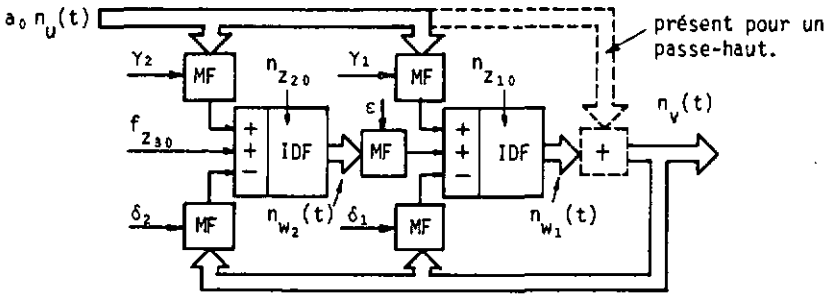 a₀ n_u(t)
présent pour un
passe-haut.
γ₂
MF
n_z₂₀
γ₁
MF
n_z₁₀
n_v(t)
ε
f_z₃₀
+
+
−
IDF
MF
+
+
−
IDF
+
δ₂
MF
n_w₂(t)
δ₁
MF
n_w₁(t)